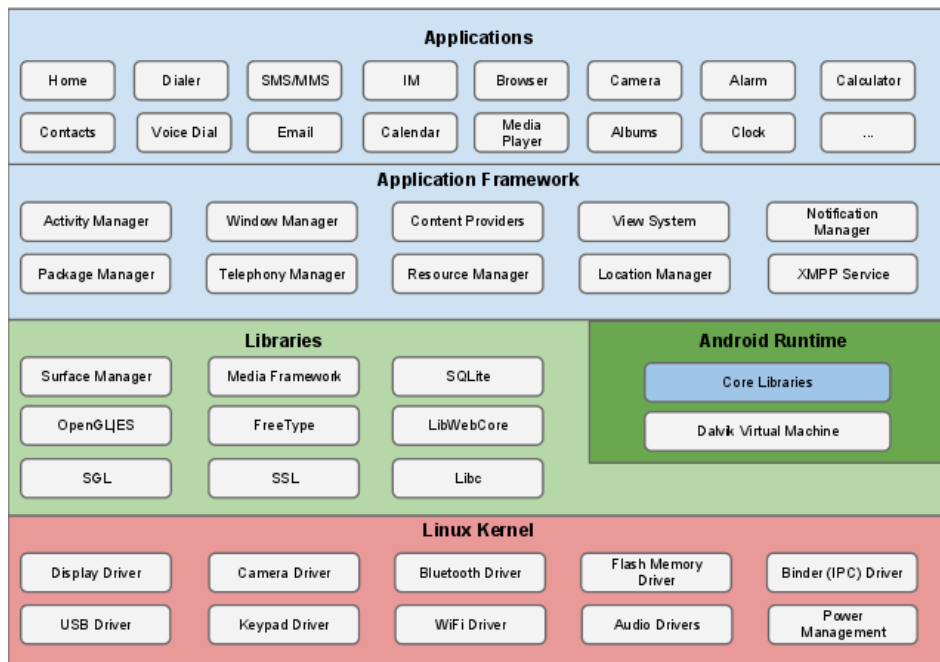 Applications
Home
Dialer
SMS/MMS
IM
Browser
Camera
Alarm
Calculator
Contacts
Voice Dial
Email
Calendar
Media
Player
Albums
Clock
...
Application Framework
Activity Manager
Window Manager
Content Providers
View System
Notification
Manager
Package Manager
Telephony Manager
Resource Manager
Location Manager
XMPP Service
Libraries
Surface Manager
Media Framework
SQLite
OpenGL|ES
FreeType
LibWebCore
SGL
SSL
Libc
Android Runtime
Core Libraries
Dalvik Virtual Machine
Linux Kernel
Display Driver
Camera Driver
Bluetooth Driver
Flash Memory
Driver
Binder (IPC) Driver
USB Driver
Keypad Driver
WiFi Driver
Audio Drivers
Power
Management